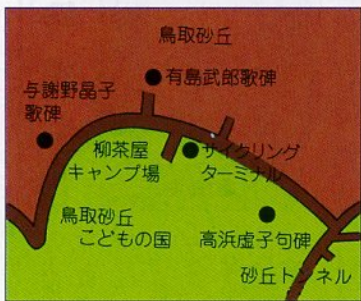 鳥取砂丘
有島武郎歌碑
与謝野晶子
歌碑
柳茶屋
キャンプ場
サイクリング
ターミナル
鳥取砂丘
こどもの国
高浜虚子句碑
砂丘トンネル